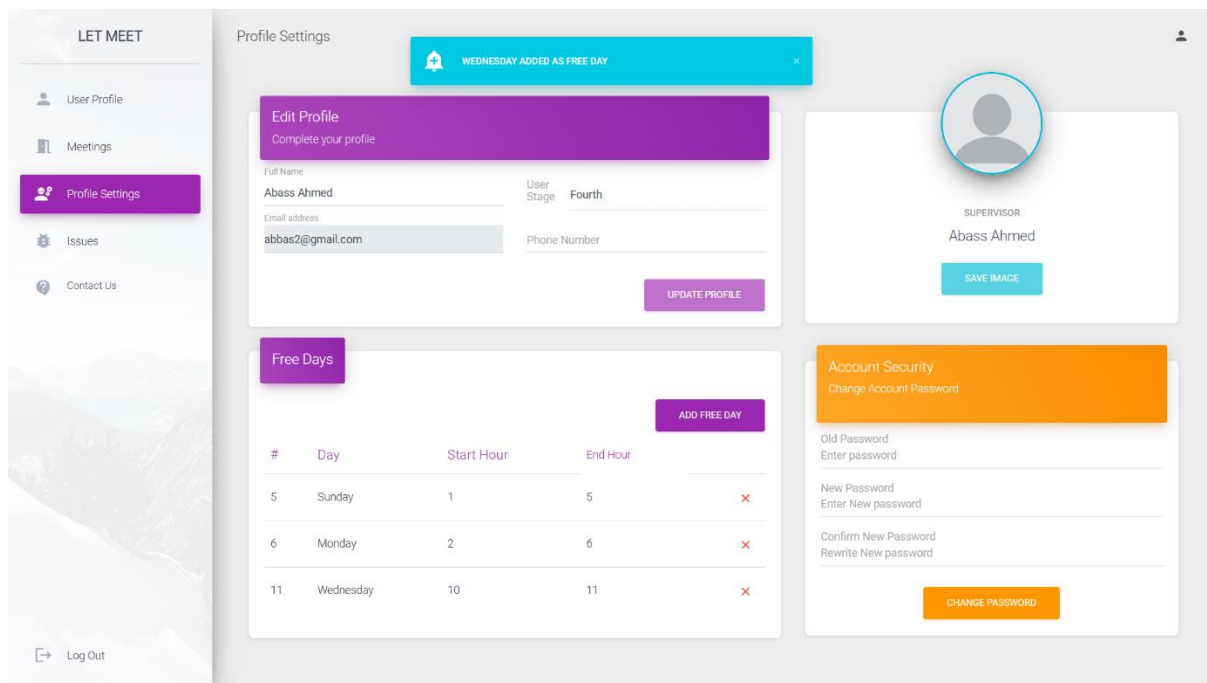 LET MEET
User Profile
Meetings
Profile Settings
Issues
Contact Us
Log Out
Profile Settings
WEDNESDAY ADDED AS FREE DAY ×
Edit Profile
Complete your profile
Full Name
Abass Ahmed
User Stage Fourth
Email address
abbas2@gmail.com
Phone Number
UPDATE PROFILE
SUPERVISOR
Abass Ahmed
SAVE IMAGE
Free Days
ADD FREE DAY
# Day Start Hour End Hour
5 Sunday 1 5 ×
6 Monday 2 6 ×
11 Wednesday 10 11 ×
Account Security
Change Account Password
Old Password
Enter password
New Password
Enter New password
Confirm New Password
Rewrite New password
CHANGE PASSWORD